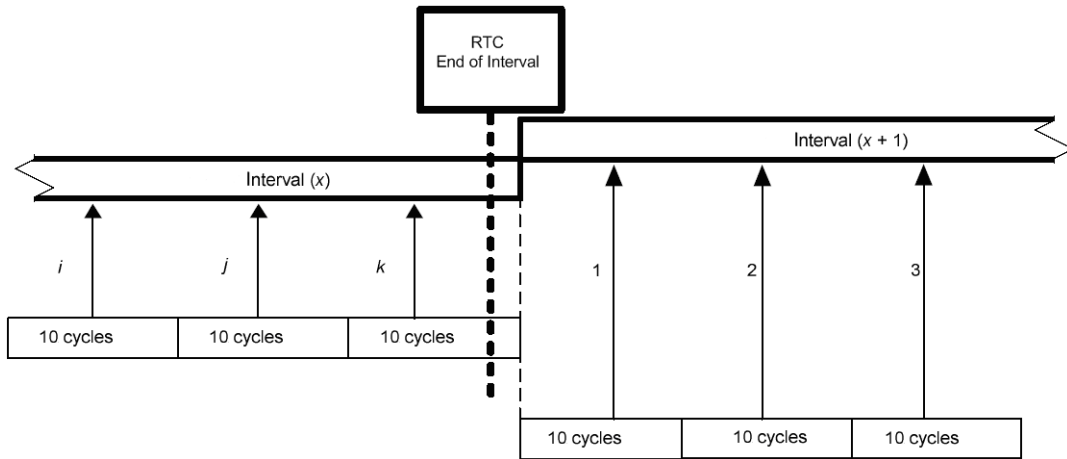 RTC
End of Interval
Interval (x + 1)
Interval (x)
i
j
k
1
2
3
10 cycles
10 cycles
10 cycles
10 cycles
10 cycles
10 cycles